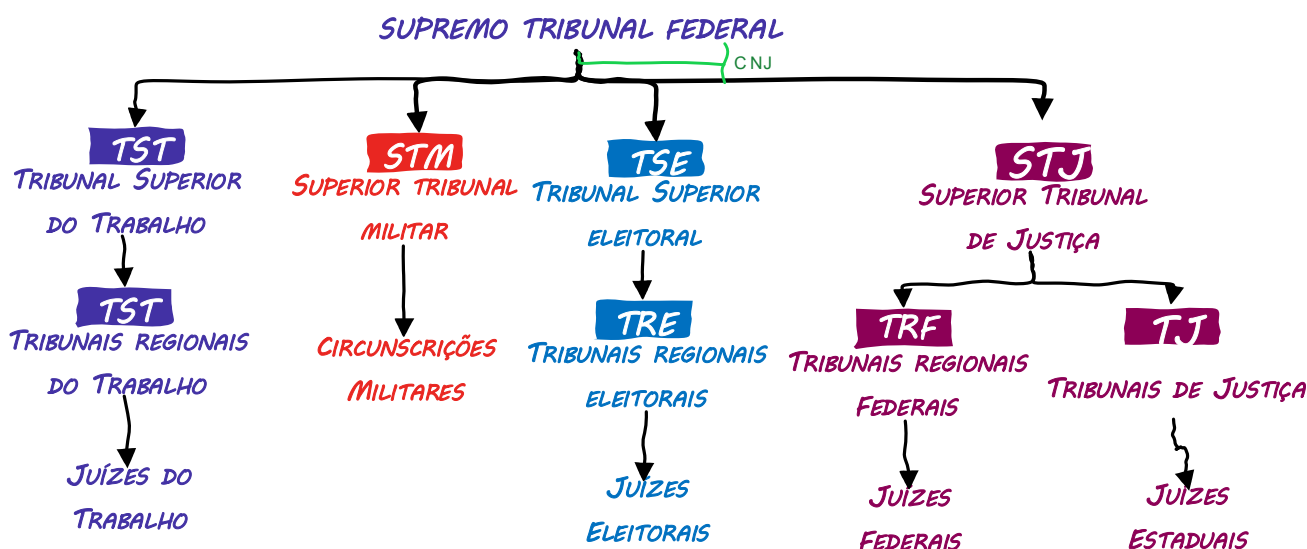 SUPREMO TRIBUNAL FEDERAL
CNJ
TST
TRIBUNAL SUPERIOR
DO TRABALHO
STM
SUPERIOR TRIBUNAL
MILITAR
TSE
TRIBUNAL SUPERIOR
ELEITORAL
STJ
SUPERIOR TRIBUNAL
DE JUSTIÇA
TST
TRIBUNAIS REGIONAIS
DO TRABALHO
CIRCUNSCRIÇÕES
MILITARES
TRE
TRIBUNAIS REGIONAIS
ELEITORAIS
TRF
TRIBUNAIS REGIONAIS
FEDERAIS
TJ
TRIBUNAIS DE JUSTIÇA
JUÍZES DO
TRABALHO
JUÍZES
ELEITORAIS
JUÍZES
FEDERAIS
JUÍZES
ESTADUAIS